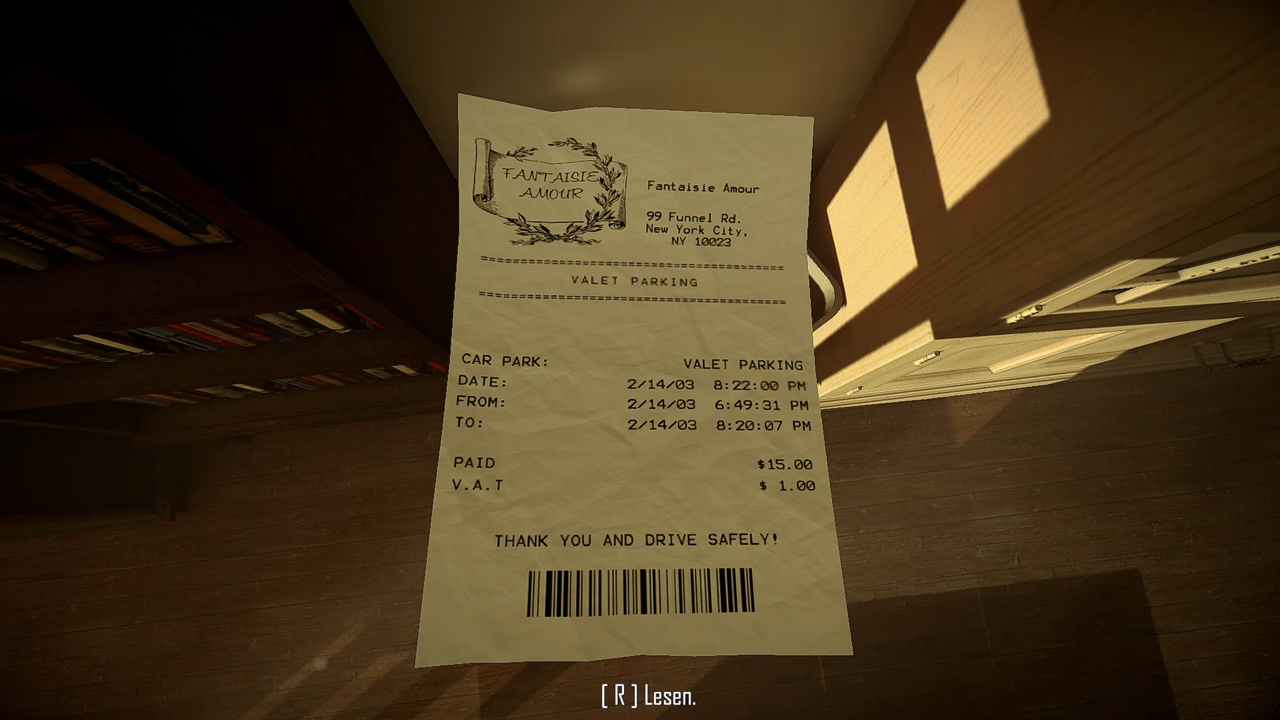 FANTAISIE
AMOUR
Fantaisie Amour
99 Funnel Rd.
New York City,
NY 10023
==========================================
VALET PARKING
==========================================
CAR PARK: VALET PARKING
DATE: 2/14/03 8:22:00 PM
FROM: 2/14/03 6:49:31 PM
TO: 2/14/03 8:20:07 PM
PAID $15.00
V.A.T $ 1.00
THANK YOU AND DRIVE SAFELY!
[ R ] Lesen.